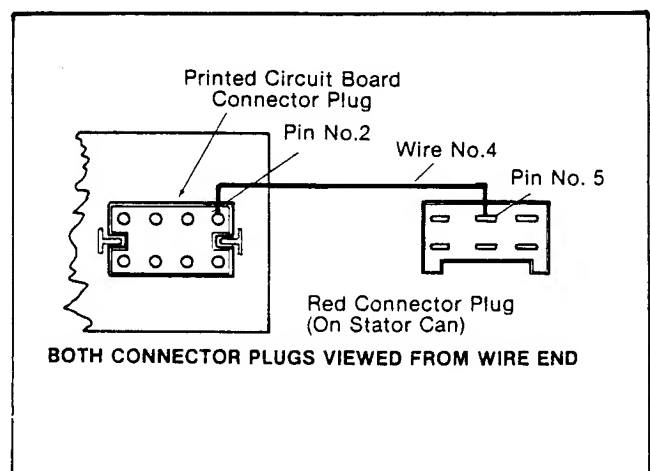 Printed Circuit Board
Connector Plug
Pin No.2
Wire No.4
Pin No. 5
Red Connector Plug
(On Stator Can)
BOTH CONNECTOR PLUGS VIEWED FROM WIRE END